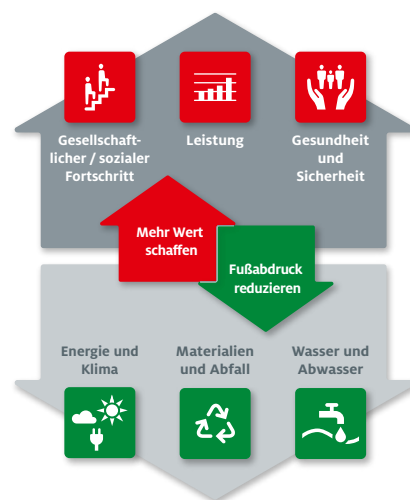 Gesellschaft-
licher / sozialer
Fortschritt
Leistung
Gesundheit
und
Sicherheit
Mehr Wert
schaffen
Fußabdruck
reduzieren
Energie und
Klima
Materialien
und Abfall
Wasser und
Abwasser